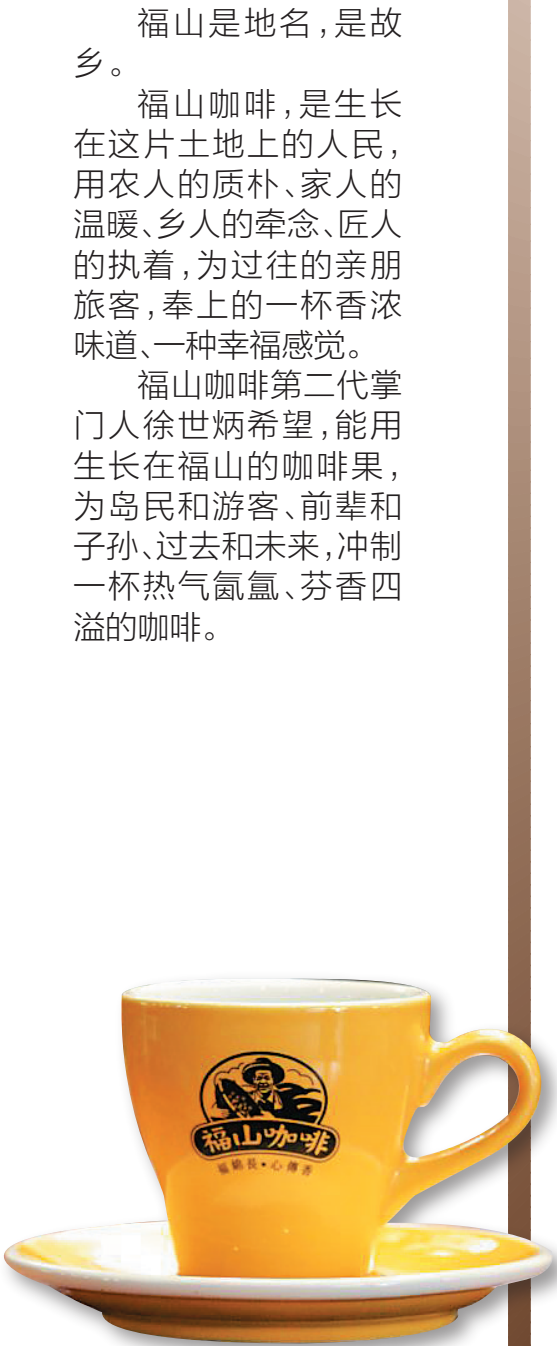 福山是地名,是故
乡。
福山咖啡,是生长
在这片土地上的人民,
用农人的质朴、家人的
温暖、乡人的牵念、匠人
的执着,为过往的亲朋
旅客,奉上的一杯香浓
味道、一种幸福感觉。
福山咖啡第二代掌
门人徐世炳希望,能用
生长在福山的咖啡果,
为岛民和游客、前辈和
子孙、过去和未来,冲制
一杯热气氤氲、芬香四
溢的咖啡。
福山咖啡
福綿長·心傳香